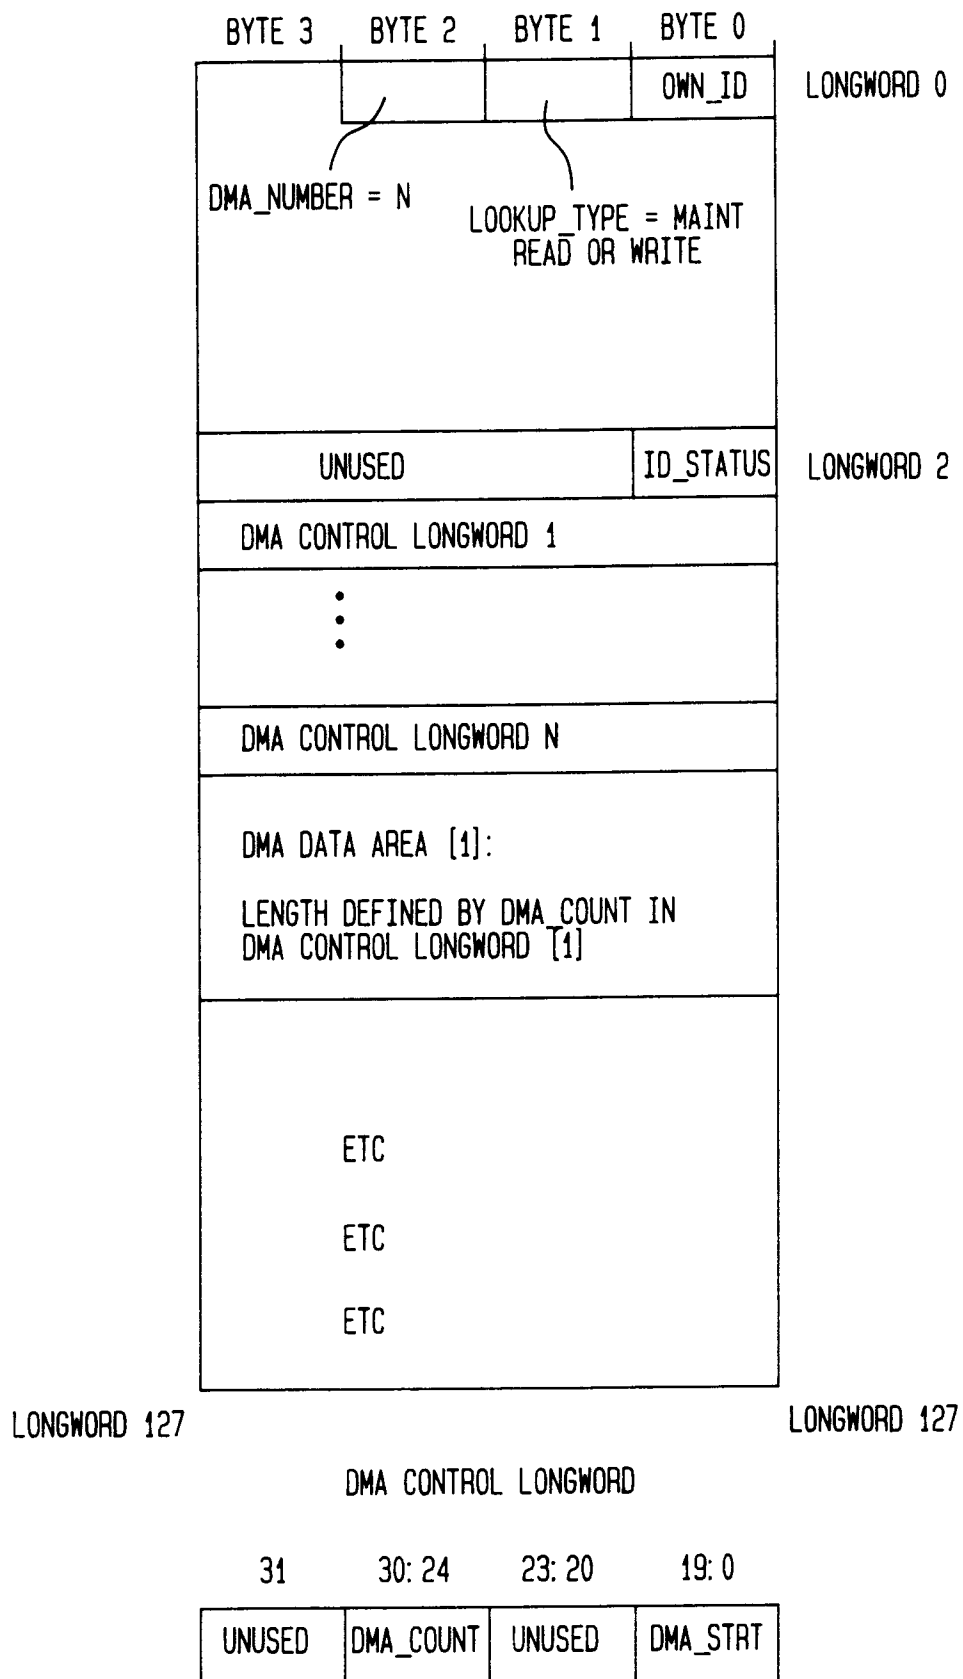 BYTE 3 BYTE 2 BYTE 1 BYTE 0
OWN_ID LONGWORD 0
DMA_NUMBER = N
LOOKUP_TYPE = MAINT
READ OR WRITE
UNUSED ID_STATUS LONGWORD 2
DMA CONTROL LONGWORD 1
DMA CONTROL LONGWORD N
DMA DATA AREA [1]:
LENGTH DEFINED BY DMA_COUNT IN
DMA CONTROL LONGWORD [1]
ETC
ETC
ETC
LONGWORD 127 LONGWORD 127
DMA CONTROL LONGWORD
31 30:24 23:20 19:0
UNUSED DMA_COUNT UNUSED DMA_STRT